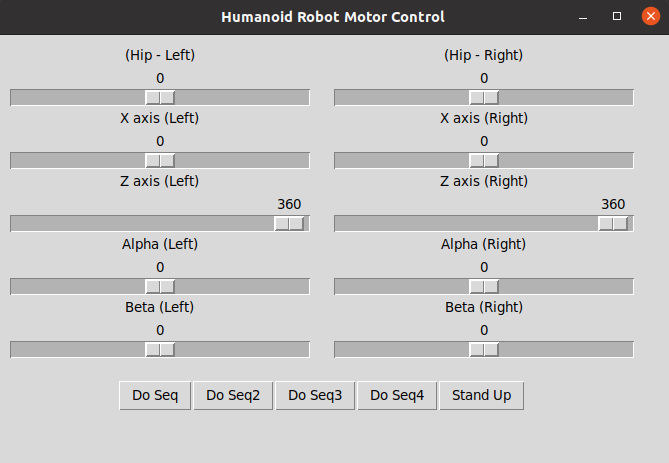 Humanoid Robot Motor Control
(Hip - Left) (Hip - Right)
0 0
X axis (Left) X axis (Right)
0 0
Z axis (Left) Z axis (Right)
360 360
Alpha (Left) Alpha (Right)
0 0
Beta (Left) Beta (Right)
0 0
Do Seq Do Seq2 Do Seq3 Do Seq4 Stand Up